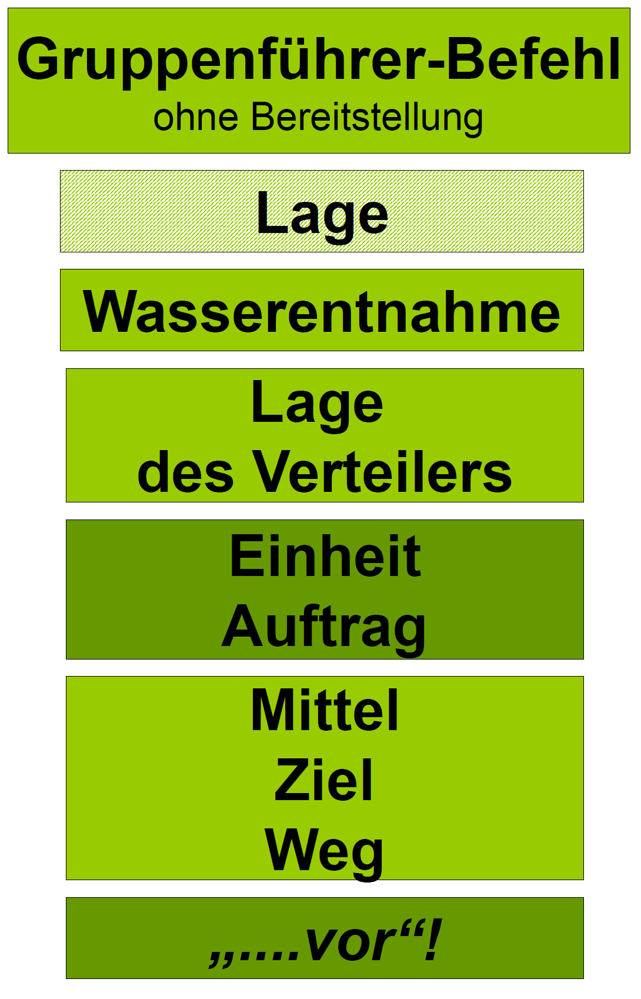 Gruppenführer-Befehl
ohne Bereitstellung
Lage
Wasserentnahme
Lage
des Verteilers
Einheit
Auftrag
Mittel
Ziel
Weg
„....vor“!